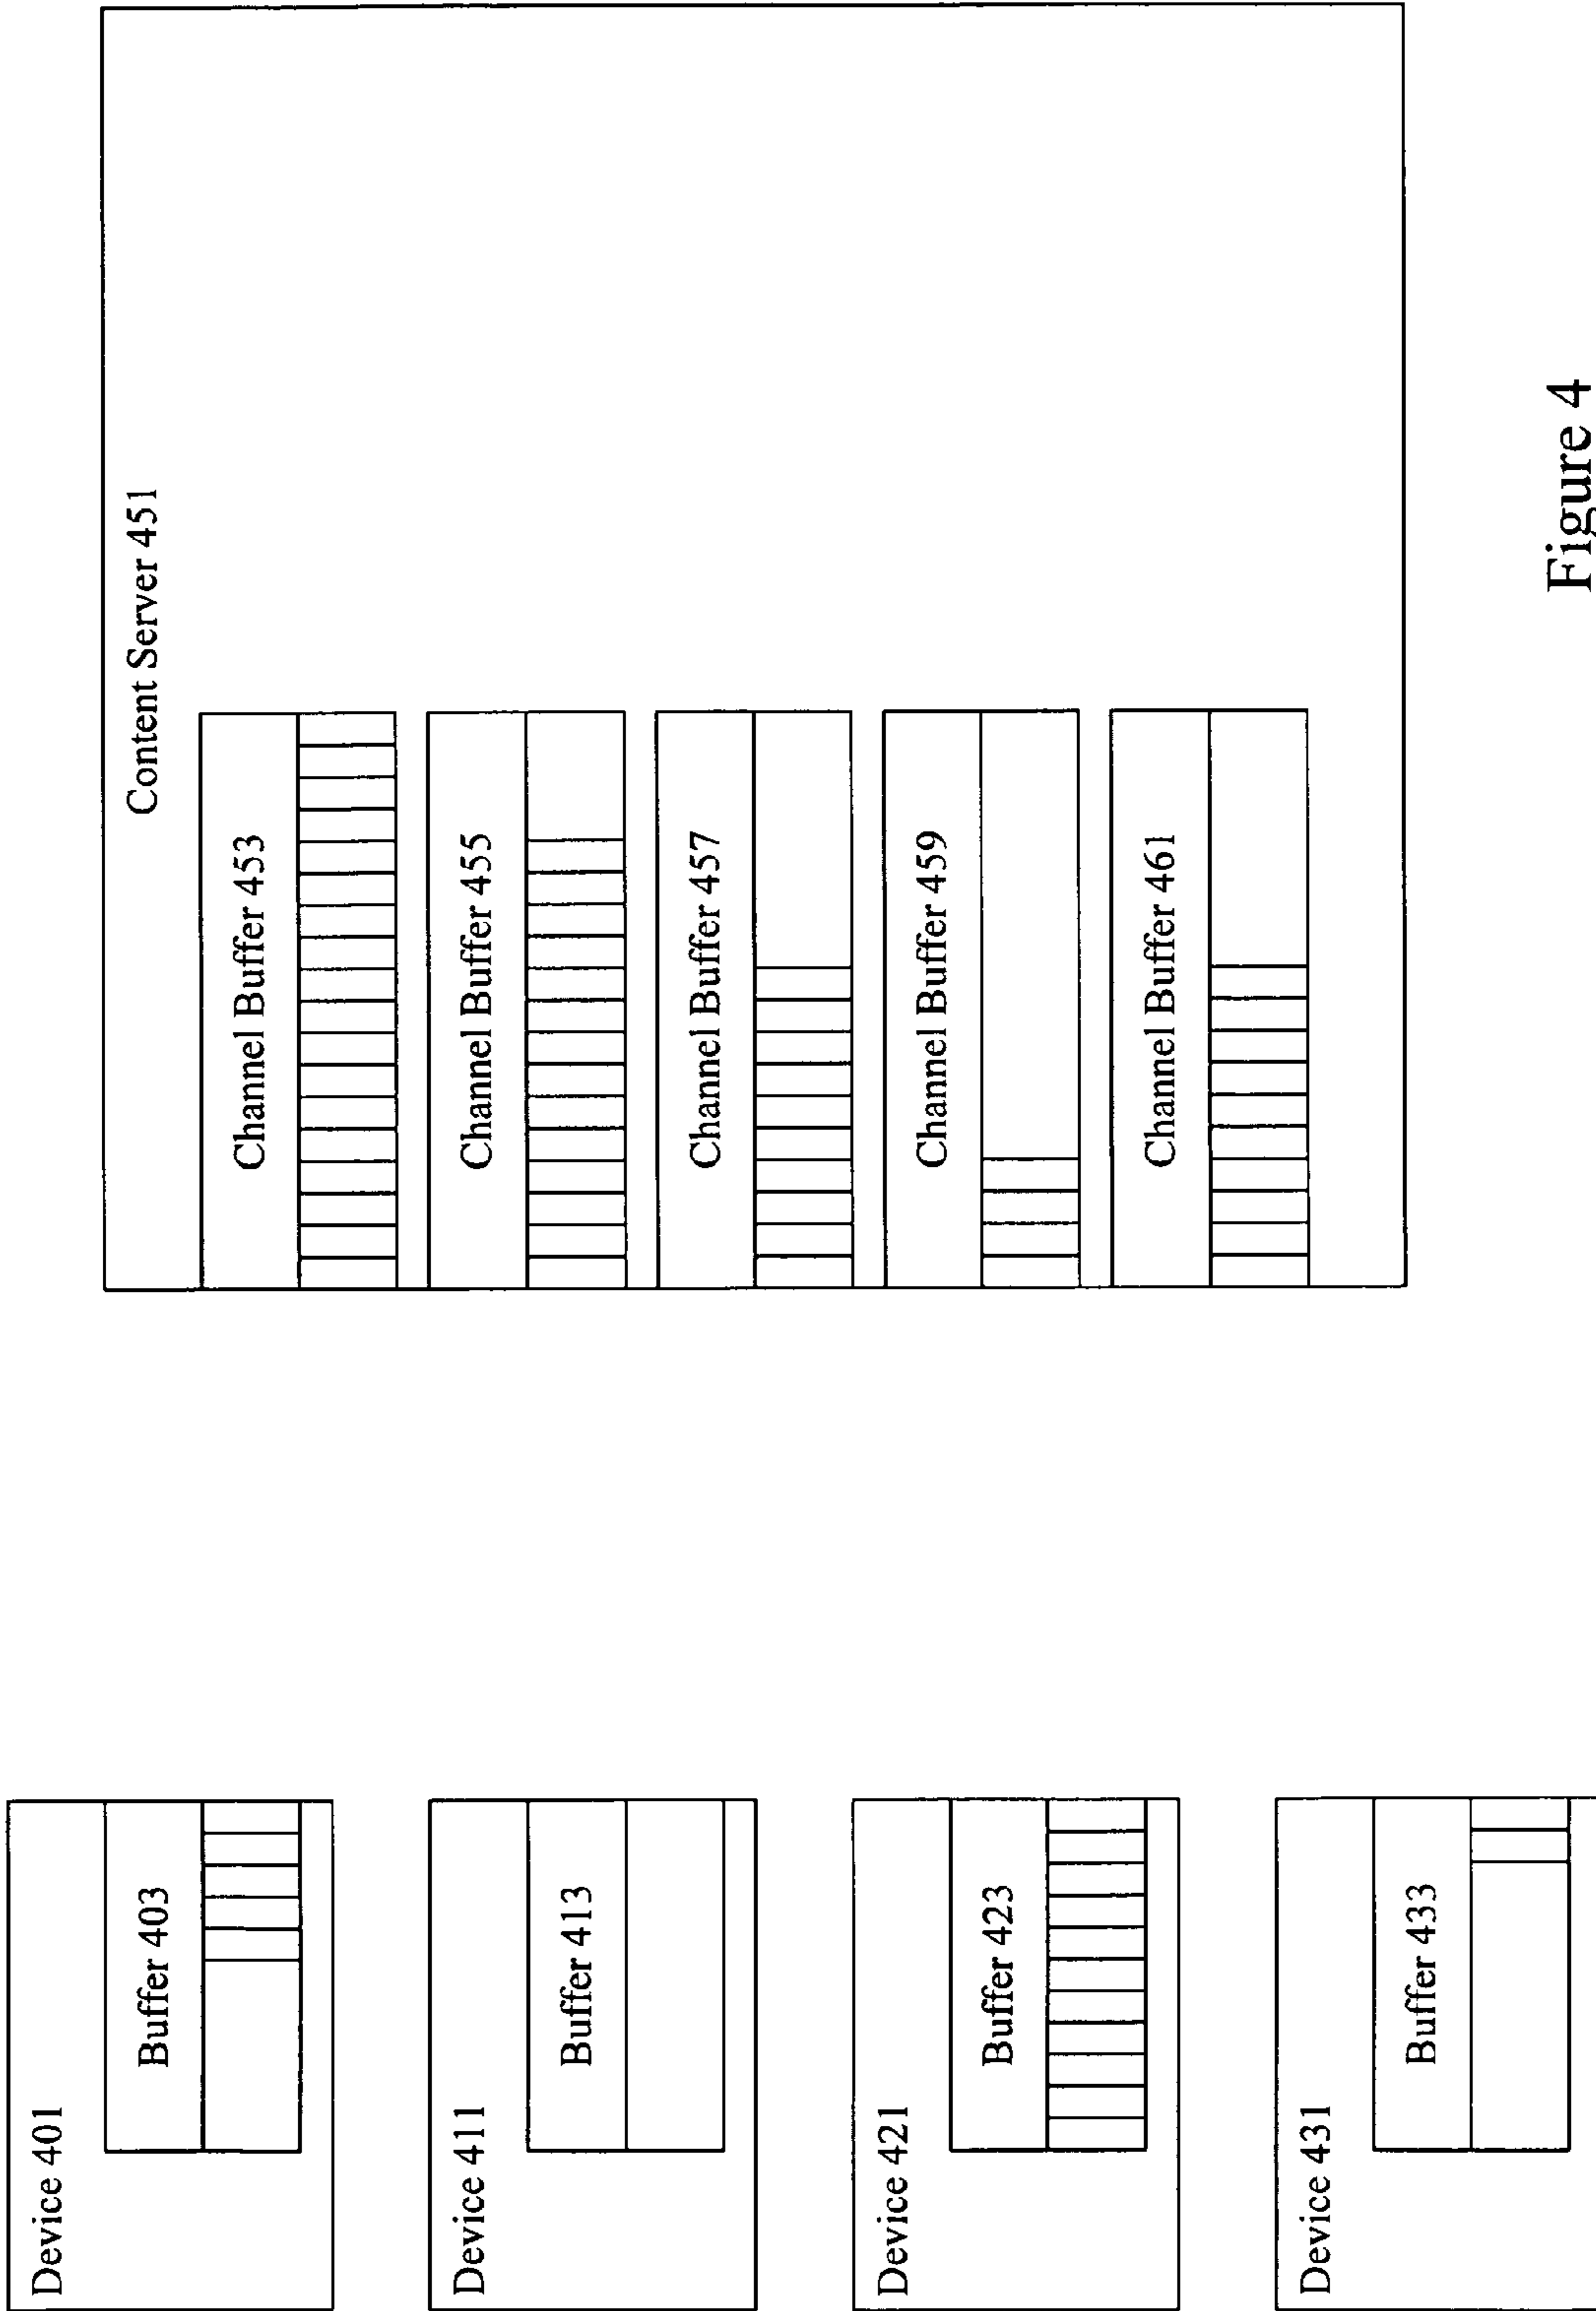 Device 401
Buffer 403
Device 411
Buffer 413
Device 421
Buffer 423
Device 431
Buffer 433
Content Server 451
Channel Buffer 453
Channel Buffer 455
Channel Buffer 457
Channel Buffer 459
Channel Buffer 461
Figure 4